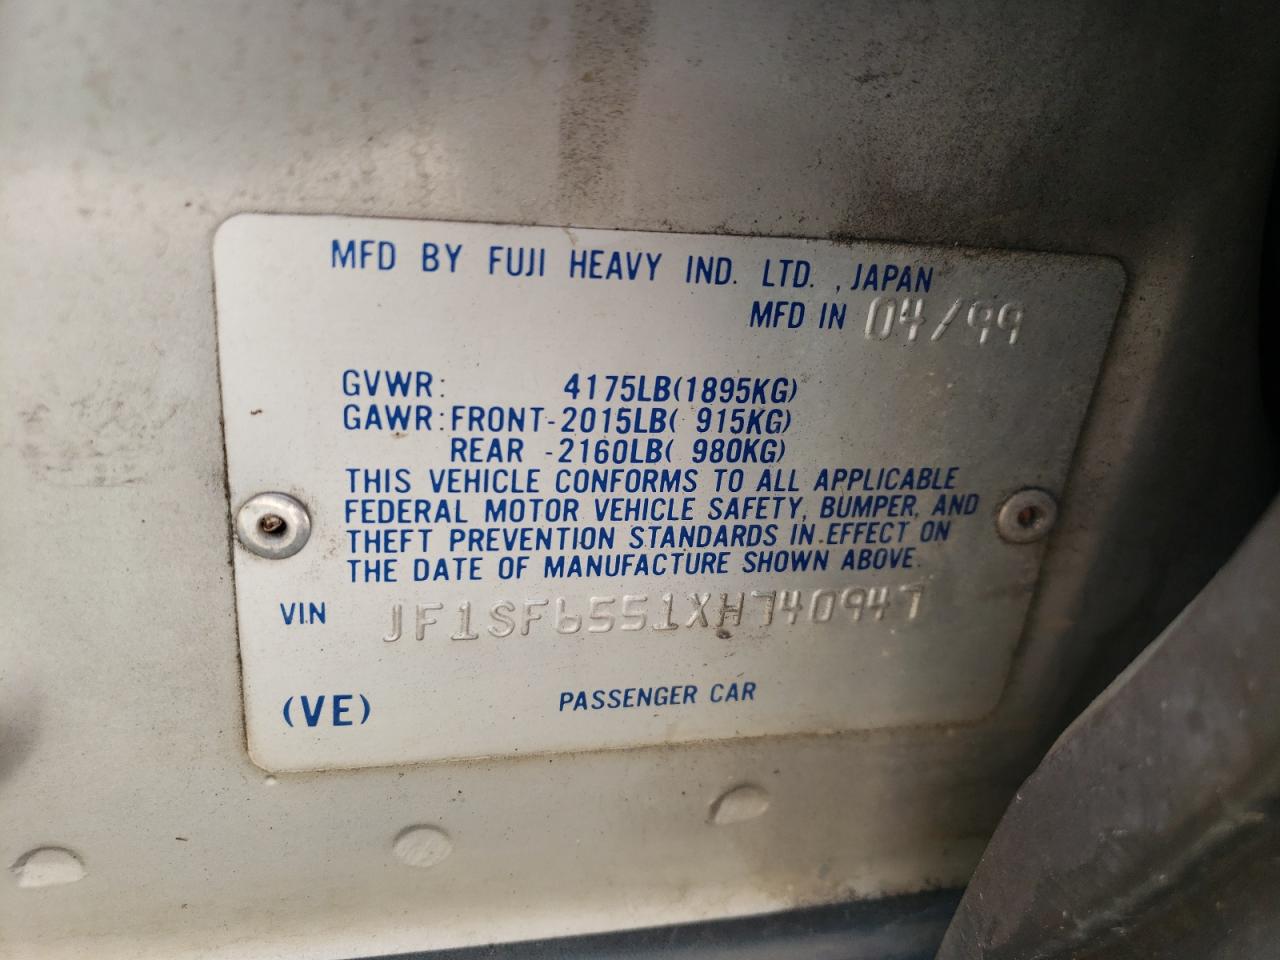 MFD BY FUJI HEAVY IND. LTD. , JAPAN
MFD IN 04/99
GVWR: 4175LB(1895KG)
GAWR:FRONT-2015LB( 915KG)
REAR -2160LB( 980KG)
THIS VEHICLE CONFORMS TO ALL APPLICABLE
FEDERAL MOTOR VEHICLE SAFETY, BUMPER, AND
THEFT PREVENTION STANDARDS IN EFFECT ON
THE DATE OF MANUFACTURE SHOWN ABOVE.
VIN JF1SF6551XH740947
(VE) PASSENGER CAR